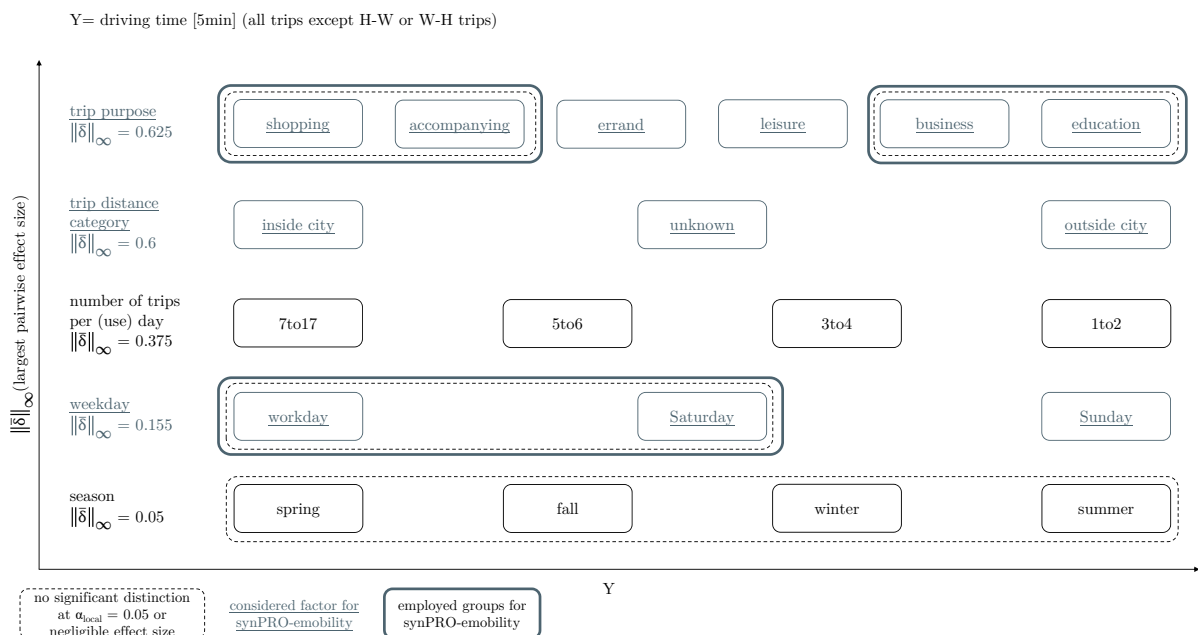 Y= driving time [5min] (all trips except H-W or W-H trips)
‖δ̄‖∞(largest pairwise effect size)
trip purpose
‖δ̄‖∞ = 0.625
shopping
accompanying
errand
leisure
business
education
trip distance
category
‖δ̄‖∞ = 0.6
inside city
unknown
outside city
number of trips
per (use) day
‖δ̄‖∞ = 0.375
7to17
5to6
3to4
1to2
weekday
‖δ̄‖∞ = 0.155
workday
Saturday
Sunday
season
‖δ̄‖∞ = 0.05
spring
fall
winter
summer
Y
no significant distinction
at αlocal = 0.05 or
negligible effect size
considered factor for
synPRO-emobility
employed groups for
synPRO-emobility